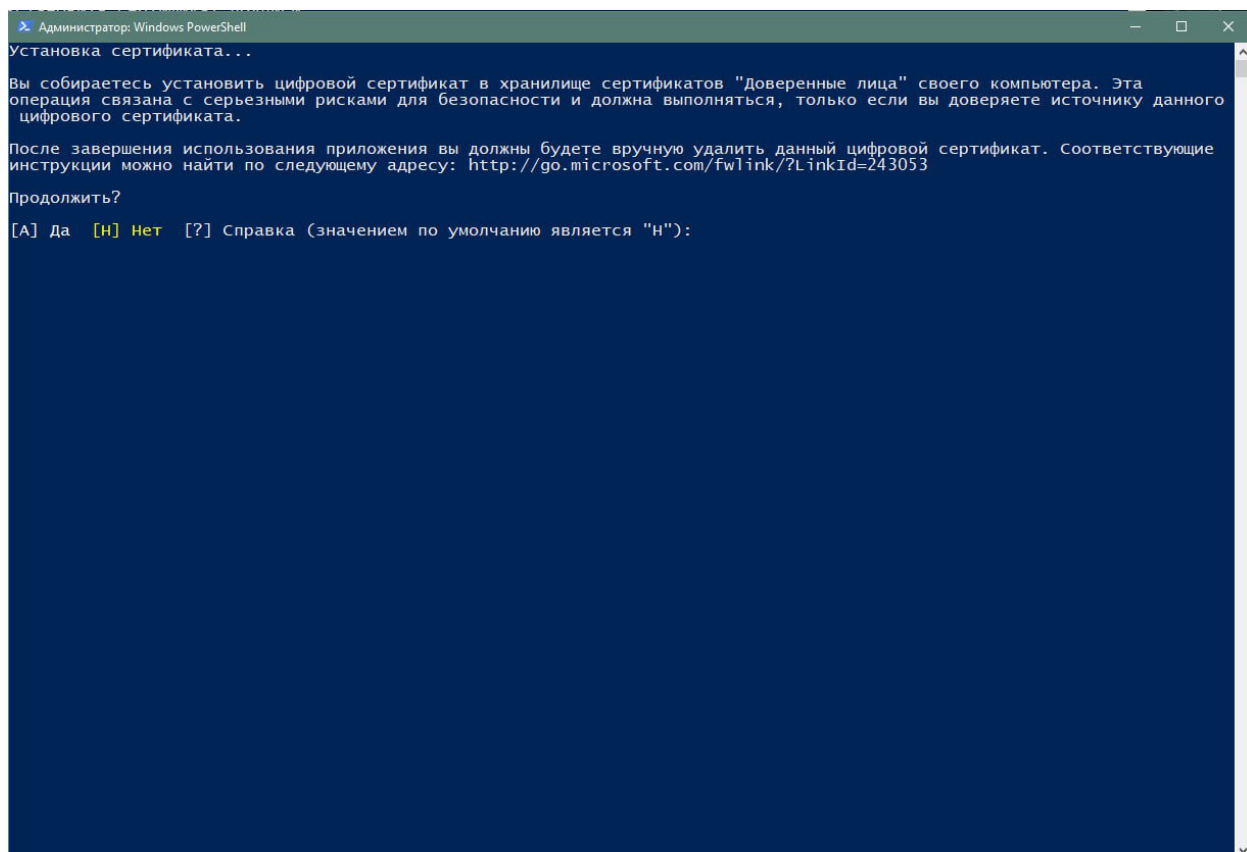 Администратор: Windows PowerShell
Установка сертификата...
Вы собираетесь установить цифровой сертификат в хранилище сертификатов "Доверенные лица" своего компьютера. Эта
операция связана с серьезными рисками для безопасности и должна выполняться, только если вы доверяете источнику данного
цифрового сертификата.
После завершения использования приложения вы должны будете вручную удалить данный цифровой сертификат. Соответствующие
инструкции можно найти по следующему адресу: http://go.microsoft.com/fwlink/?LinkId=243053
Продолжить?
[А] Да  [Н] Нет  [?] Справка (значением по умолчанию является "Н"):